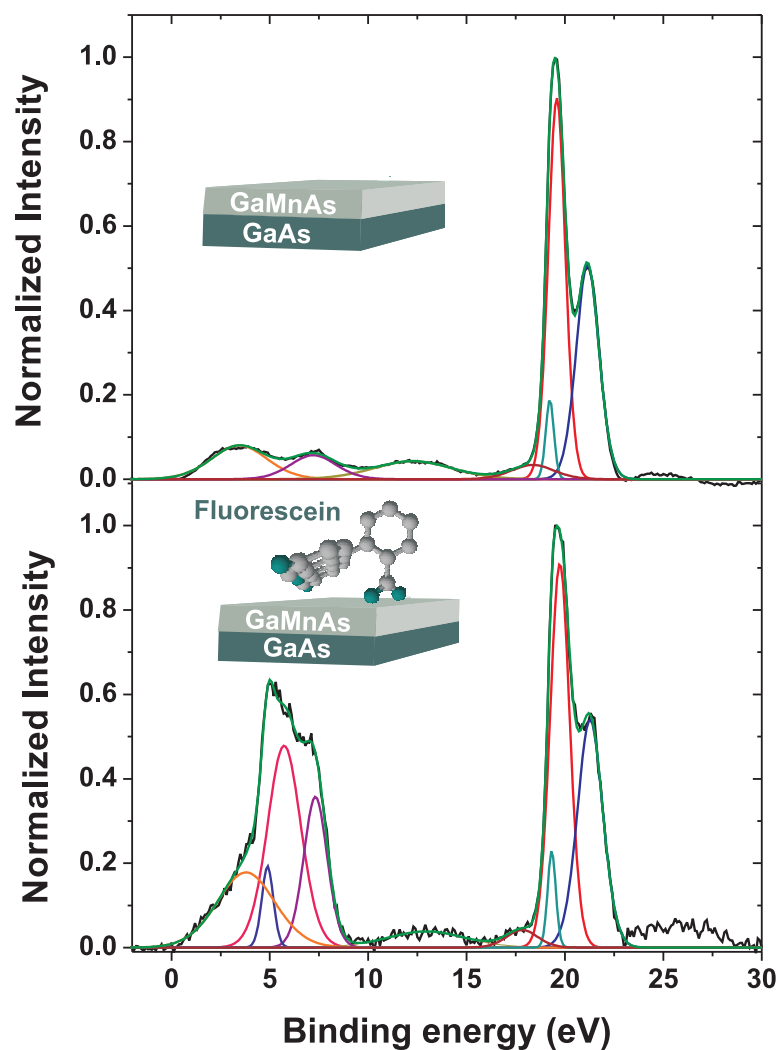 Normalized Intensity
1.0
0.8
0.6
0.4
0.2
0.0
GaMnAs
GaAs
Normalized Intensity
1.0
0.8
0.6
0.4
0.2
0.0
Fluorescein
GaMnAs
GaAs
0 5 10 15 20 25 30
Binding energy (eV)